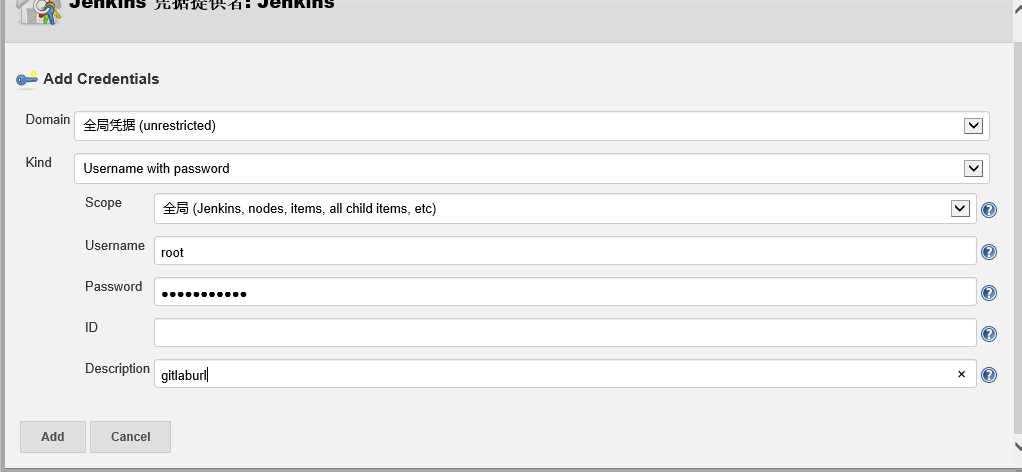 Jenkins 凭据提供者: Jenkins
Add Credentials
Domain 全局凭据 (unrestricted)
Kind Username with password
Scope 全局 (Jenkins, nodes, items, all child items, etc)
Username root
Password •••••••••••
ID
Description gitlaburl ×
Add Cancel